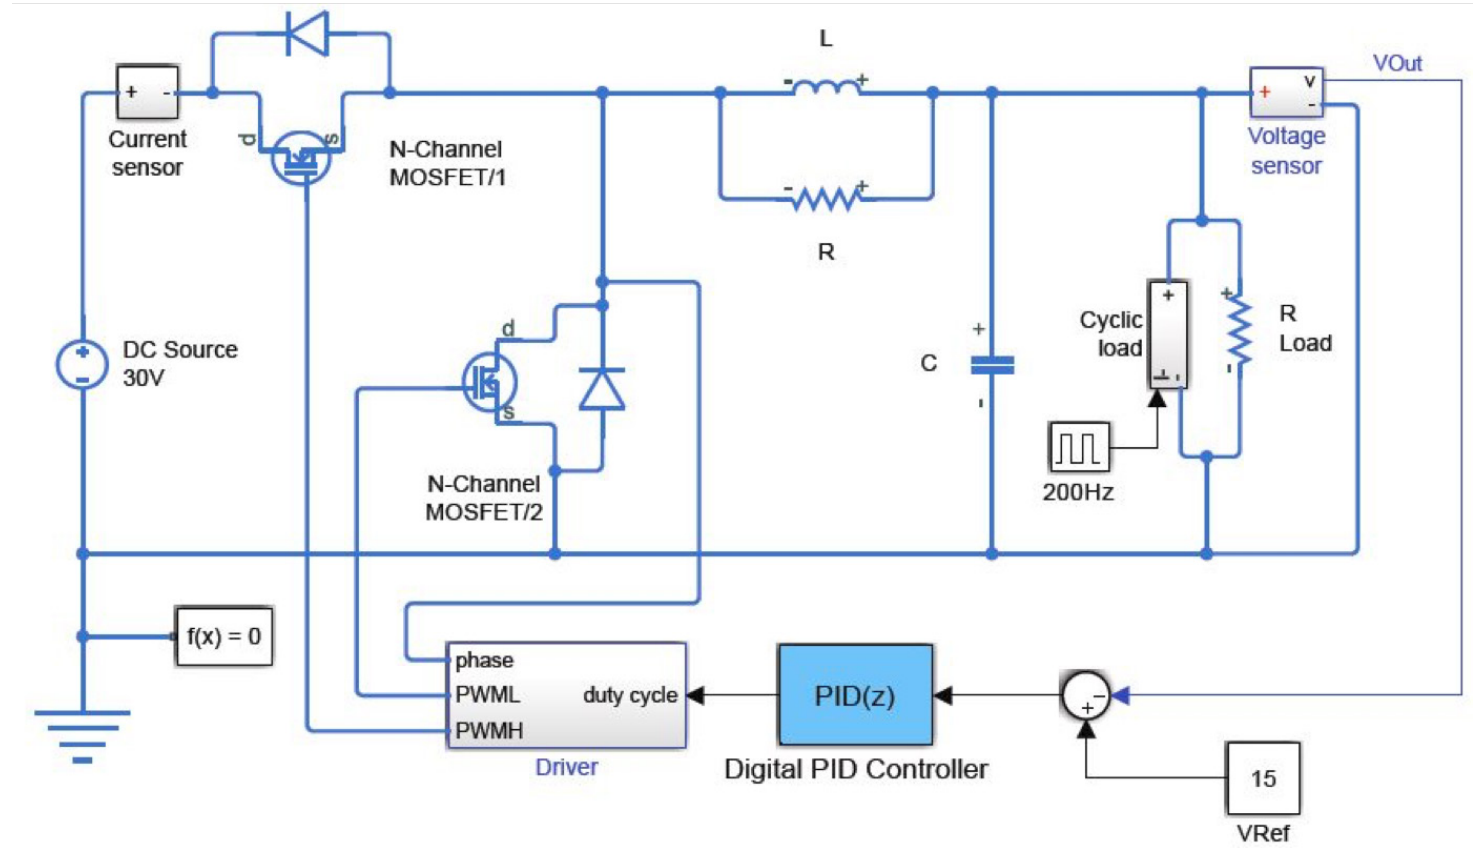 L
VOut
+
-
-
+
+
V
-
Current
sensor
d
s
N-Channel
MOSFET/1
Voltage
sensor
-
+
R
DC Source
30V
+
-
d
s
C
+
-
Cyclic
load
+
-
+
-
R
Load
N-Channel
MOSFET/2
200Hz
f(x) = 0
phase
PWML
PWMH
duty cycle
Driver
PID(z)
Digital PID Controller
−
+
15
VRef